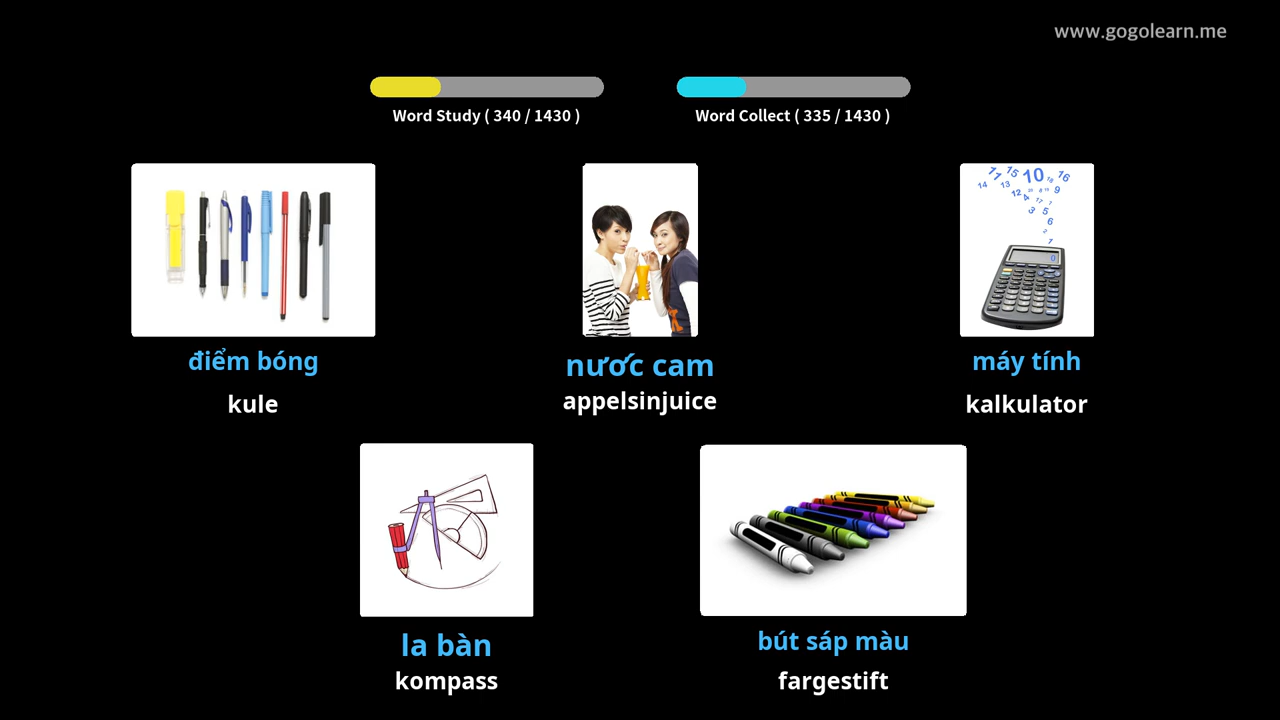 www.gogolearn.me
Word Study ( 340 / 1430 )
Word Collect ( 335 / 1430 )
điểm bóng
kule
nước cam
appelsinjuice
máy tính
kalkulator
la bàn
kompass
bút sáp màu
fargestift